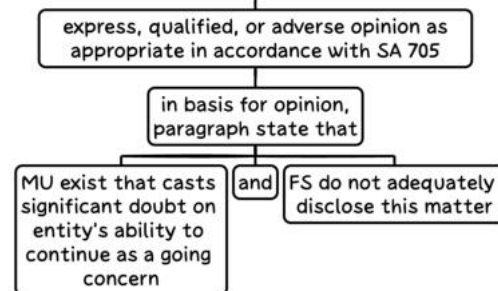 express, qualified, or adverse opinion as
appropriate in accordance with SA 705
in basis for opinion,
paragraph state that
MU exist that casts
significant doubt on
entity's ability to
continue as a going
concern
and
FS do not adequately
disclose this matter